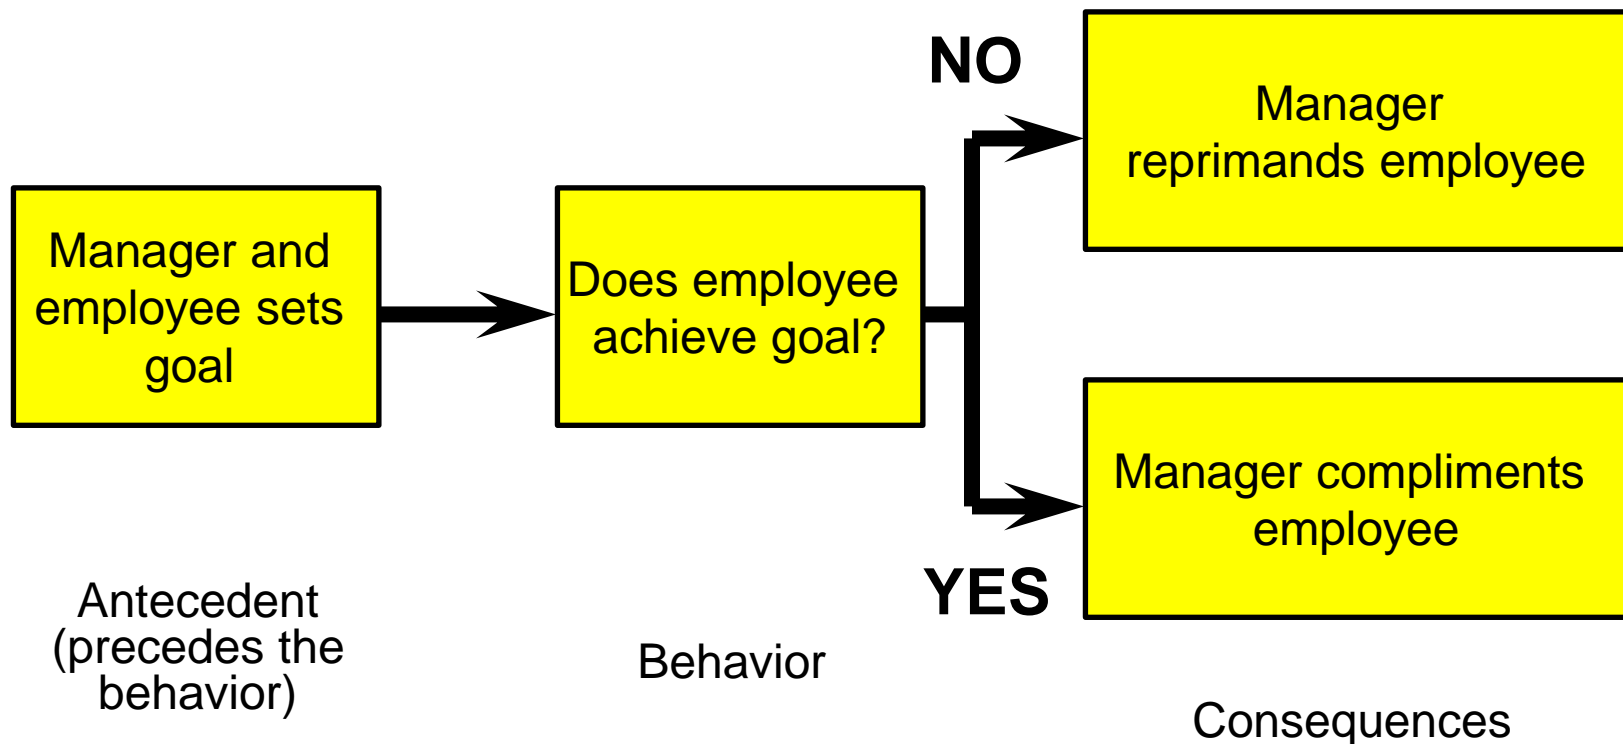 Manager and
employee sets
goal
Does employee
achieve goal?
NO
Manager
reprimands employee
YES
Manager compliments
employee
Antecedent
(precedes the
behavior)
Behavior
Consequences